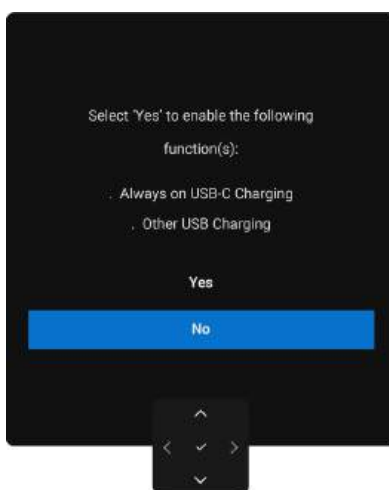 Select 'Yes' to enable the following
function(s):
. Always on USB-C Charging
. Other USB Charging
Yes
No